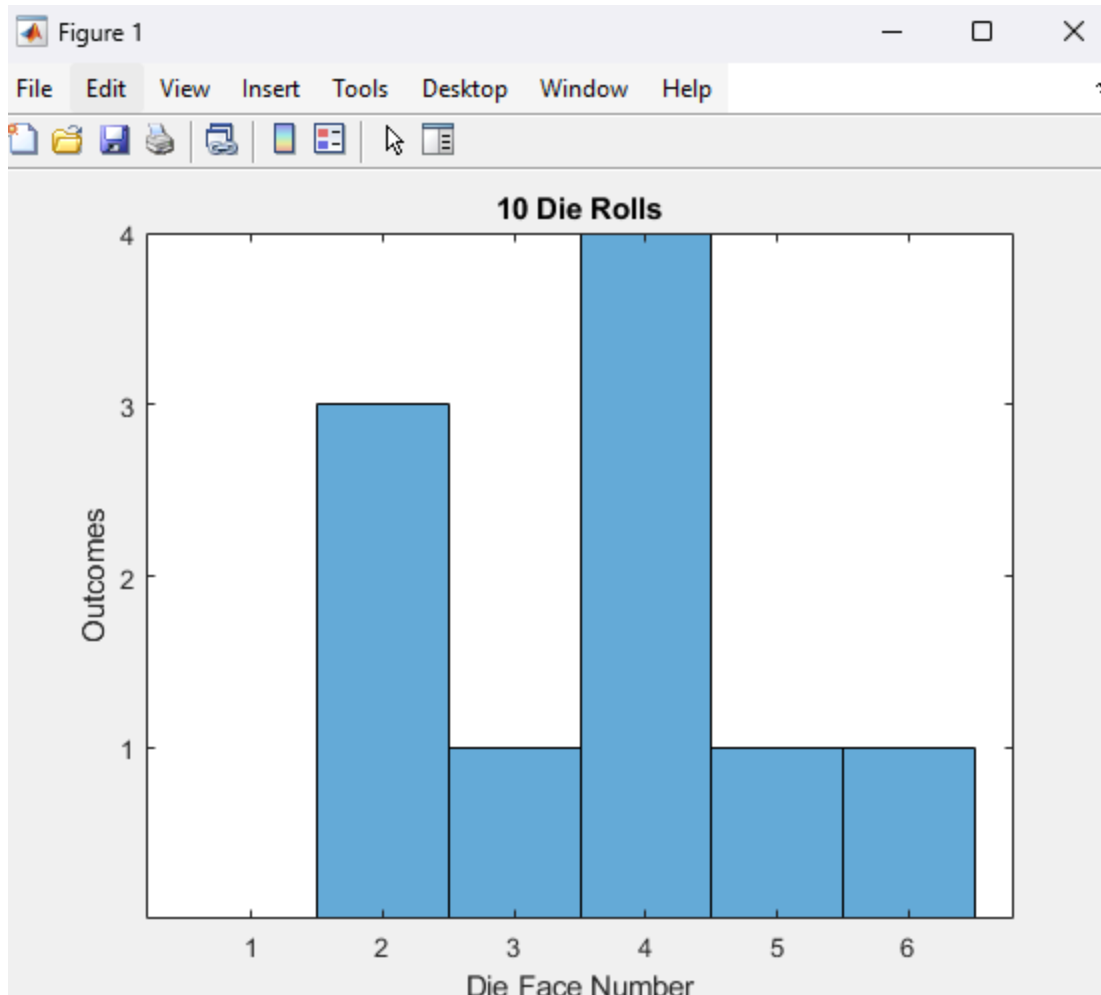 Figure 1
File Edit View Insert Tools Desktop Window Help
10 Die Rolls
4
3
2
1
Outcomes
1 2 3 4 5 6
Die Face Number